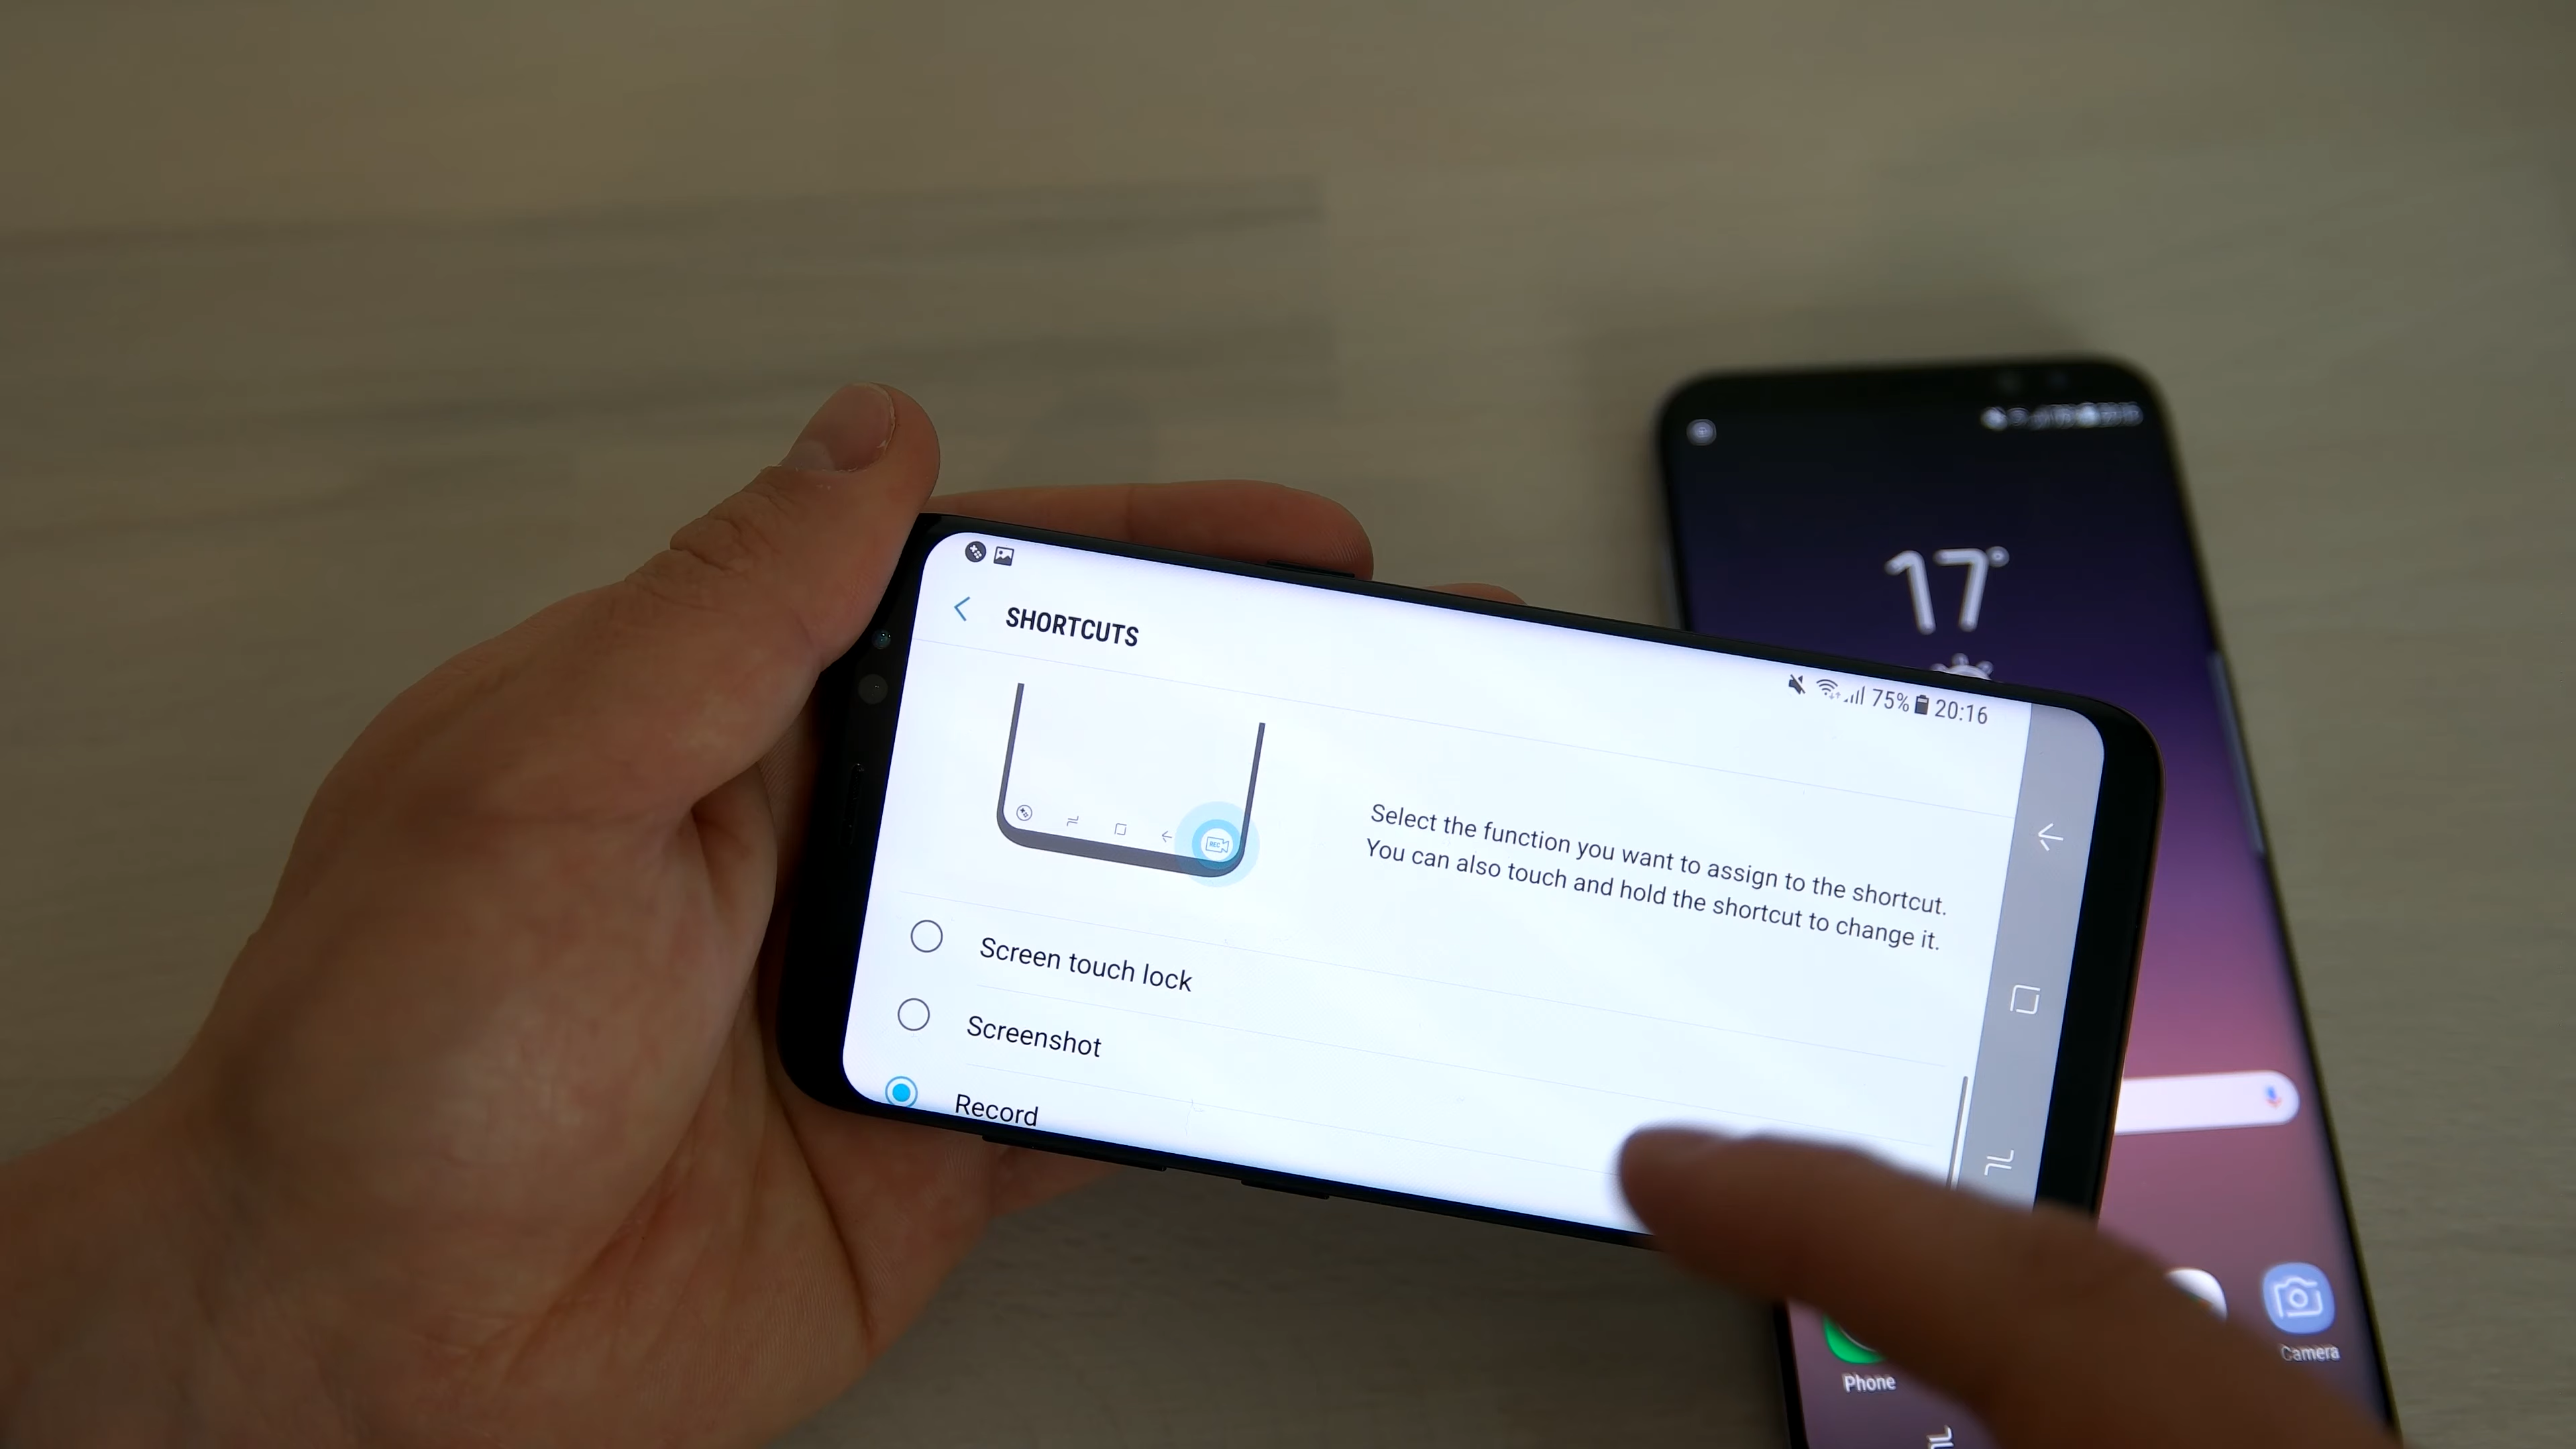 SHORTCUTS
75% 20:16
REC
Select the function you want to assign to the shortcut.
You can also touch and hold the shortcut to change it.
Screen touch lock
Screenshot
Record
17°
Phone
Camera